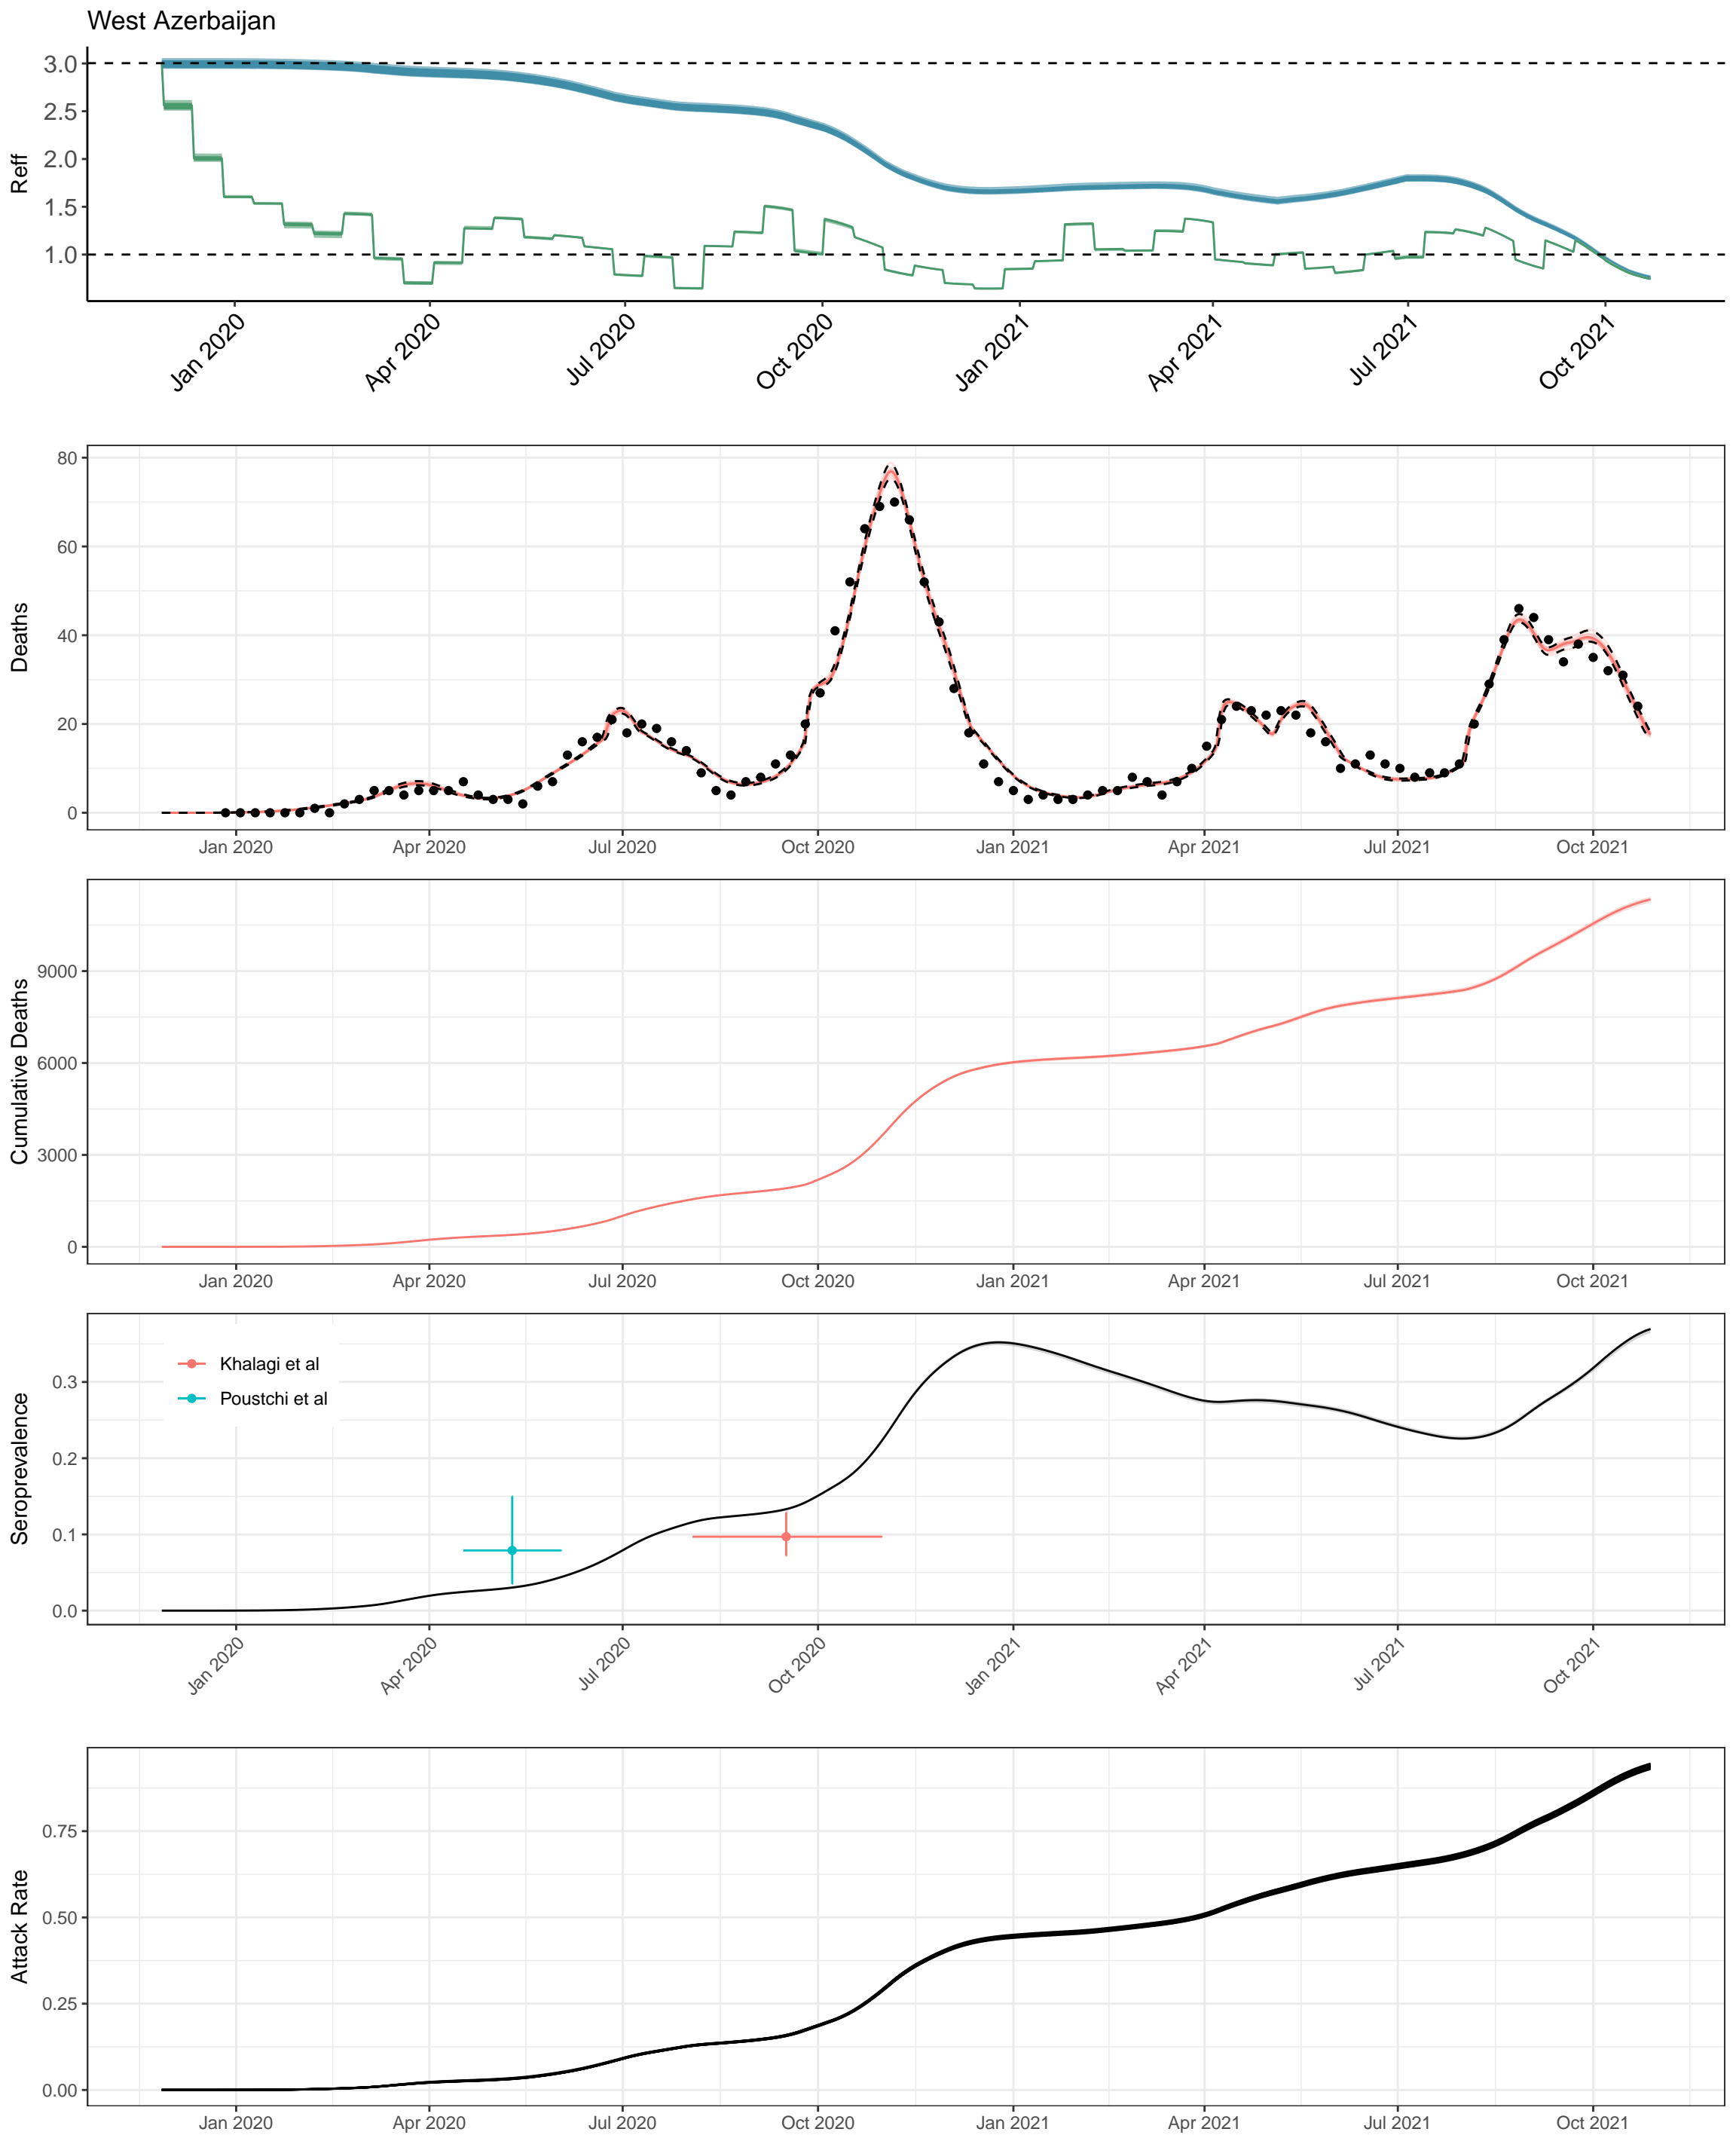 West Azerbaijan
Reff
3.0
2.5
2.0
1.5
1.0
Jan 2020
Apr 2020
Jul 2020
Oct 2020
Jan 2021
Apr 2021
Jul 2021
Oct 2021
Deaths
80
60
40
20
0
Jan 2020
Apr 2020
Jul 2020
Oct 2020
Jan 2021
Apr 2021
Jul 2021
Oct 2021
Cumulative Deaths
9000
6000
3000
0
Jan 2020
Apr 2020
Jul 2020
Oct 2020
Jan 2021
Apr 2021
Jul 2021
Oct 2021
Seroprevalence
0.3
0.2
0.1
0.0
Khalagi et al
Poustchi et al
Jan 2020
Apr 2020
Jul 2020
Oct 2020
Jan 2021
Apr 2021
Jul 2021
Oct 2021
Attack Rate
0.75
0.50
0.25
0.00
Jan 2020
Apr 2020
Jul 2020
Oct 2020
Jan 2021
Apr 2021
Jul 2021
Oct 2021